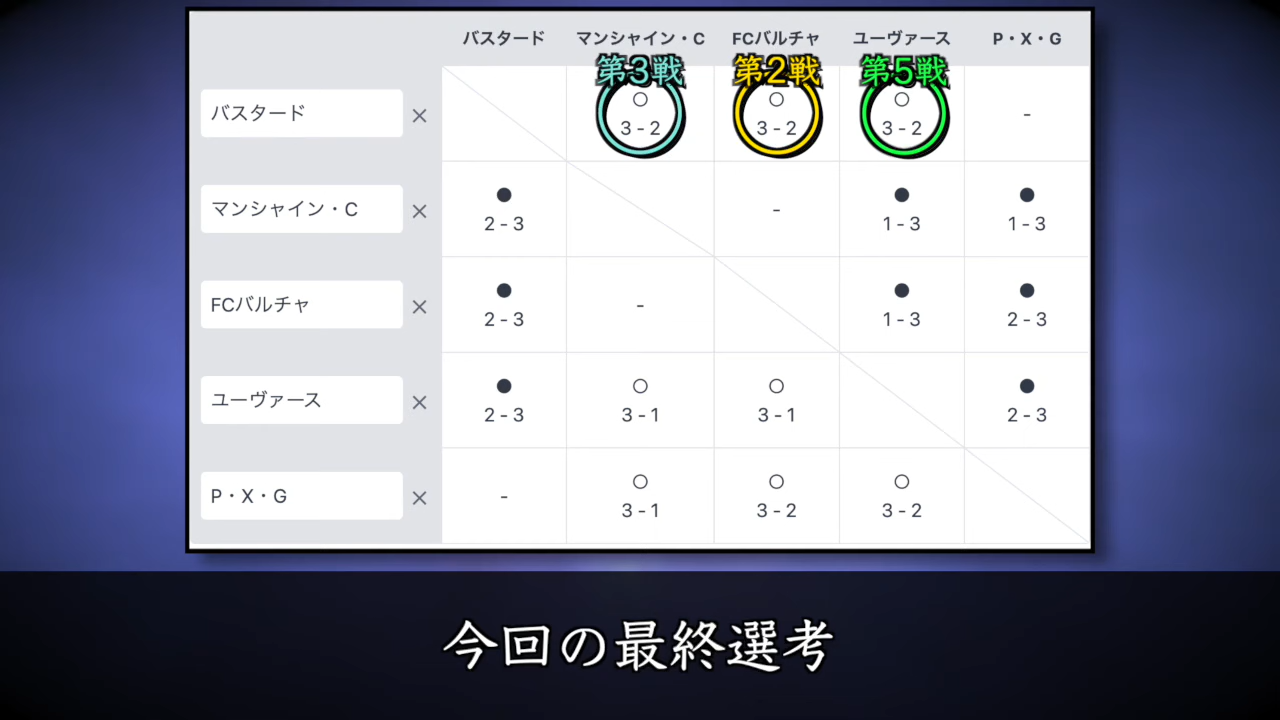 バスタード マンシャイン・C FCバルチャ ユーヴァース P・X・G
第3戦 第2戦 第5戦
バスタード × ○ ○ ○ -
3 - 2 3 - 2 3 - 2
マンシャイン・C × ● - ● ●
2 - 3 1 - 3 1 - 3
FCバルチャ × ● - ● ●
2 - 3 1 - 3 2 - 3
ユーヴァース × ● ○ ○ ●
2 - 3 3 - 1 3 - 1 2 - 3
P・X・G × - ○ ○ ○
3 - 1 3 - 2 3 - 2
今回の最終選考